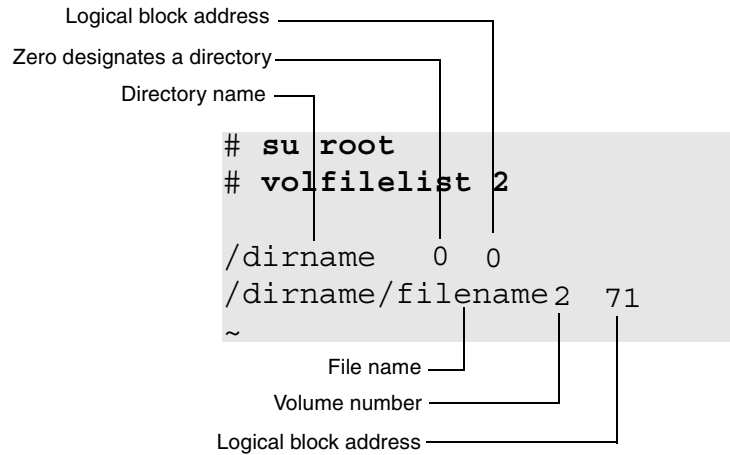 Logical block address
Zero designates a directory
Directory name
# su root
# volfilelist 2
/dirname 0 0
/dirname/filename 2 71
~
File name
Volume number
Logical block address